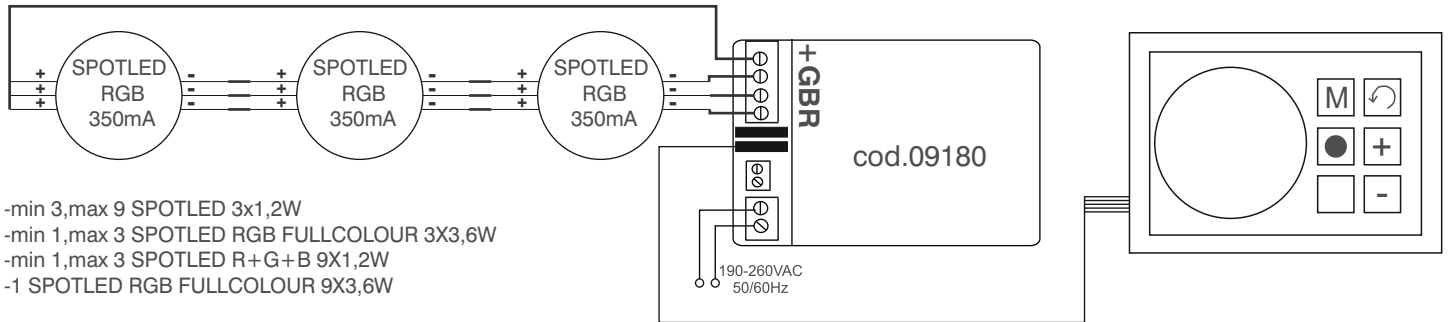 SPOTLED
RGB
350mA
SPOTLED
RGB
350mA
SPOTLED
RGB
350mA
+ -
+ -
+ -
+ -
+ -
+ -
+ -
+ -
+ -
+GBR
cod.09180
M
+
-
-min 3,max 9 SPOTLED 3x1,2W
-min 1,max 3 SPOTLED RGB FULLCOLOUR 3X3,6W
-min 1,max 3 SPOTLED R+G+B 9X1,2W
-1 SPOTLED RGB FULLCOLOUR 9X3,6W
190-260VAC
50/60Hz